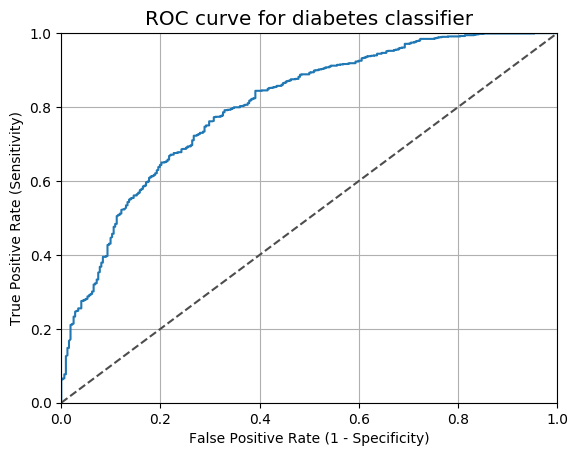 ROC curve for diabetes classifier
1.0
0.8
0.6
0.4
0.2
0.0
True Positive Rate (Sensitivity)
0.0 0.2 0.4 0.6 0.8 1.0
False Positive Rate (1 - Specificity)